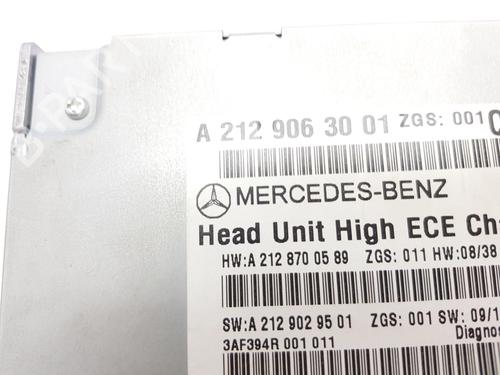 A 212 906 30 01 ZGS: 001
MERCEDES-BENZ
Head Unit High ECE
HW:A 212 870 05 89 ZGS: 011 HW:08/38
SW:A 212 902 95 01 ZGS: 001 SW: 09/1
3AF394R 001 011
B-PARTS